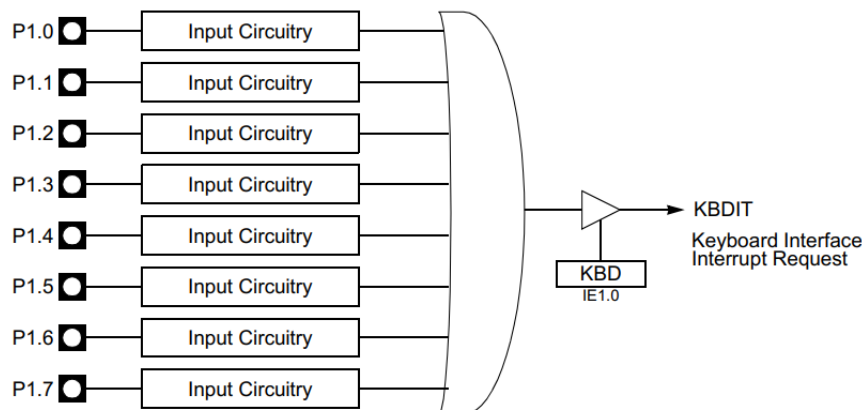 P1.0 Input Circuitry
P1.1 Input Circuitry
P1.2 Input Circuitry
P1.3 Input Circuitry
P1.4 Input Circuitry
P1.5 Input Circuitry
P1.6 Input Circuitry
P1.7 Input Circuitry
KBDIT
Keyboard Interface
Interrupt Request
KBD
IE1.0